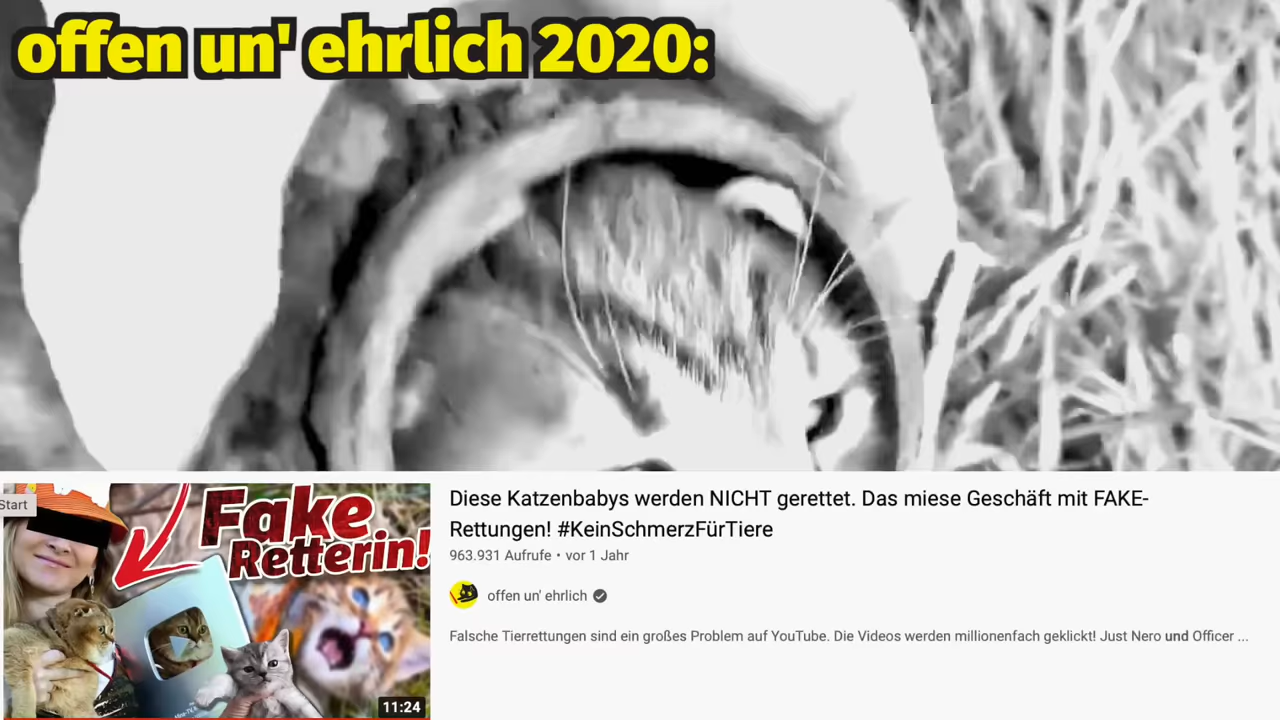 offen un' ehrlich 2020:
Start
Fake
Retterin!
11:24
Diese Katzenbabys werden NICHT gerettet. Das miese Geschäft mit FAKE-
Rettungen! #KeinSchmerzFürTiere
963.931 Aufrufe • vor 1 Jahr
offen un' ehrlich
Falsche Tierrettungen sind ein großes Problem auf YouTube. Die Videos werden millionenfach geklickt! Just Nero und Officer ...